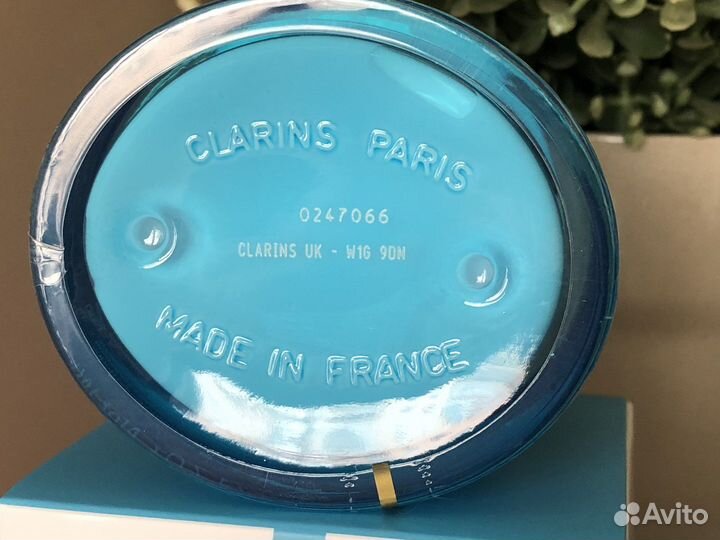 CLARINS PARIS
0247066
CLARINS UK - W1G 9DN
MADE IN FRANCE
Avito